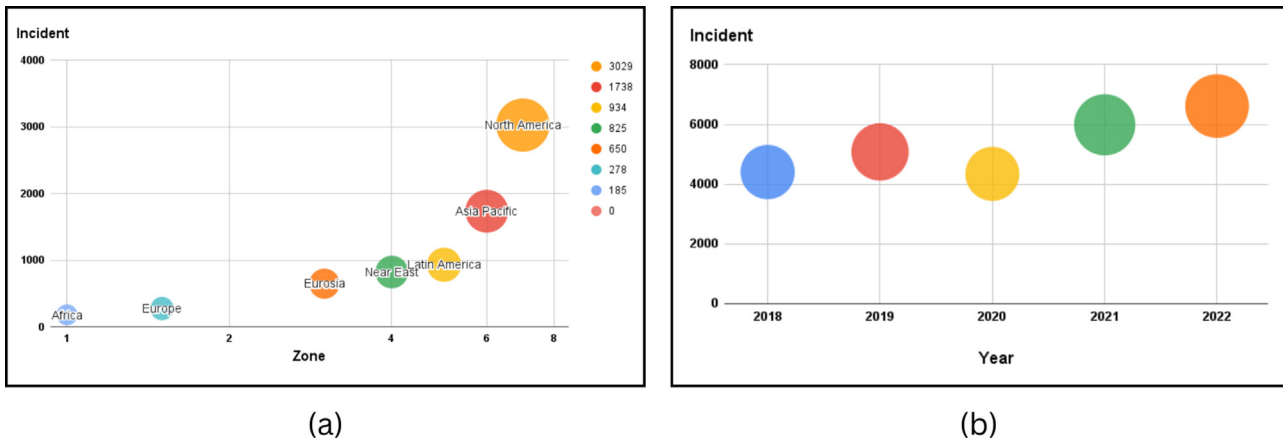 Incident
4000
3000
2000
1000
0
North America
Asia Pacific
Latin America
Near East
Eurosia
Europe
Africa
1
2
4
6
8
Zone
3029
1738
934
825
650
278
185
0
(a)
Incident
8000
6000
4000
2000
0
2018
2019
2020
2021
2022
Year
(b)